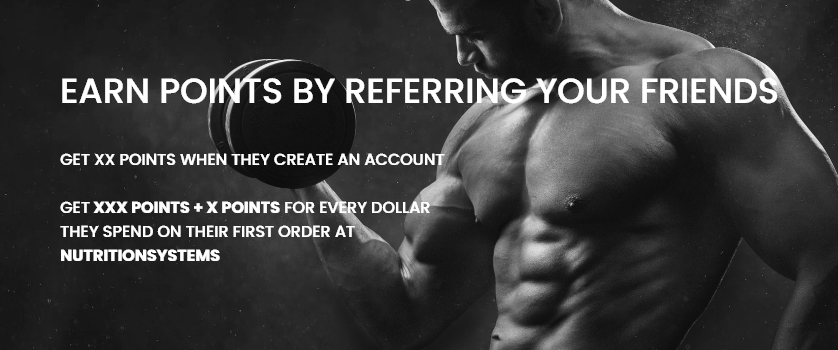 EARN POINTS BY REFERRING YOUR FRIENDS
GET XX POINTS WHEN THEY CREATE AN ACCOUNT
GET XXX POINTS + X POINTS FOR EVERY DOLLAR
THEY SPEND ON THEIR FIRST ORDER AT
NUTRITIONSYSTEMS